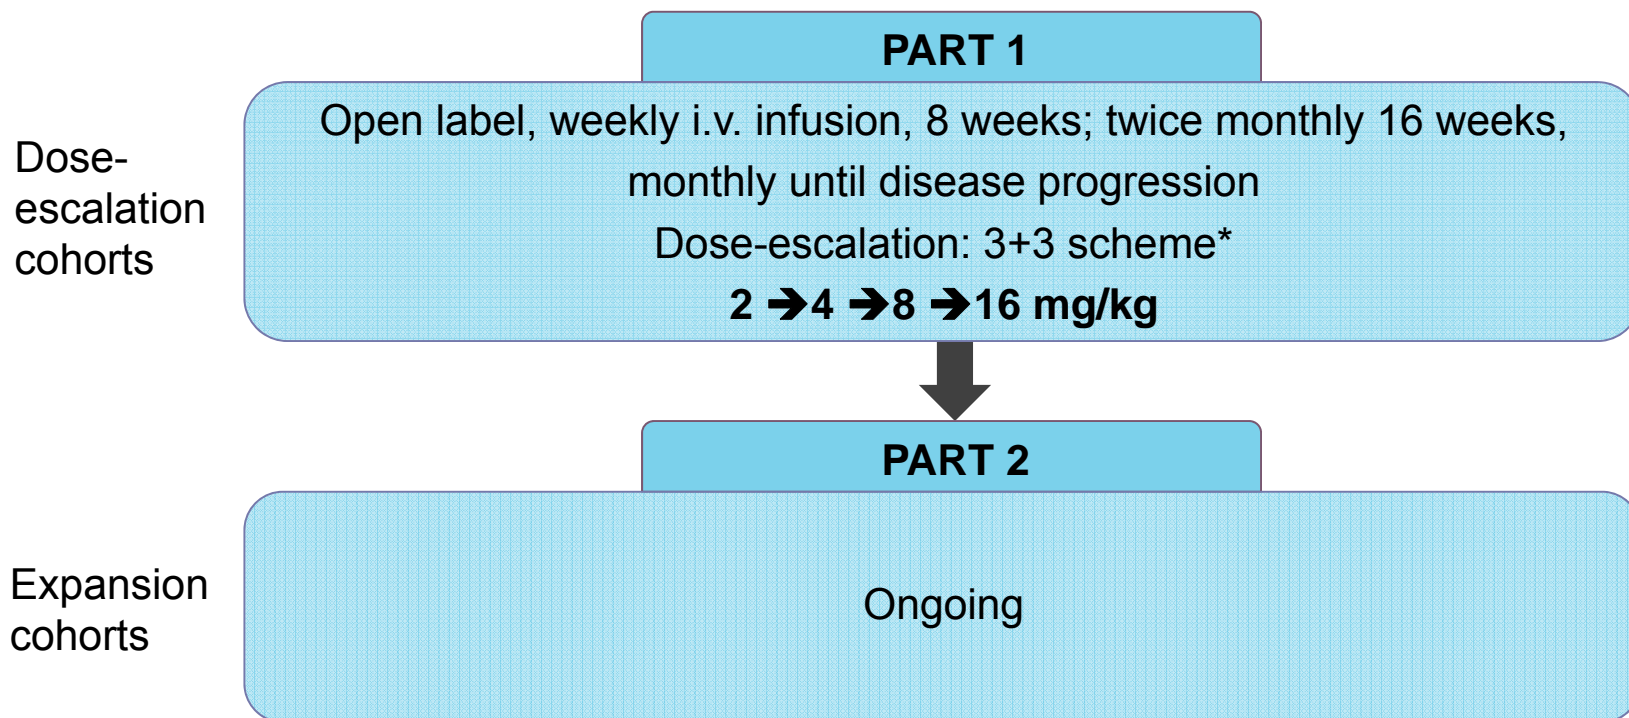 PART 1
Dose-
escalation
cohorts
Open label, weekly i.v. infusion, 8 weeks; twice monthly 16 weeks,
monthly until disease progression
Dose-escalation: 3+3 scheme*
2 ➔4 ➔8 ➔16 mg/kg
PART 2
Expansion
cohorts
Ongoing